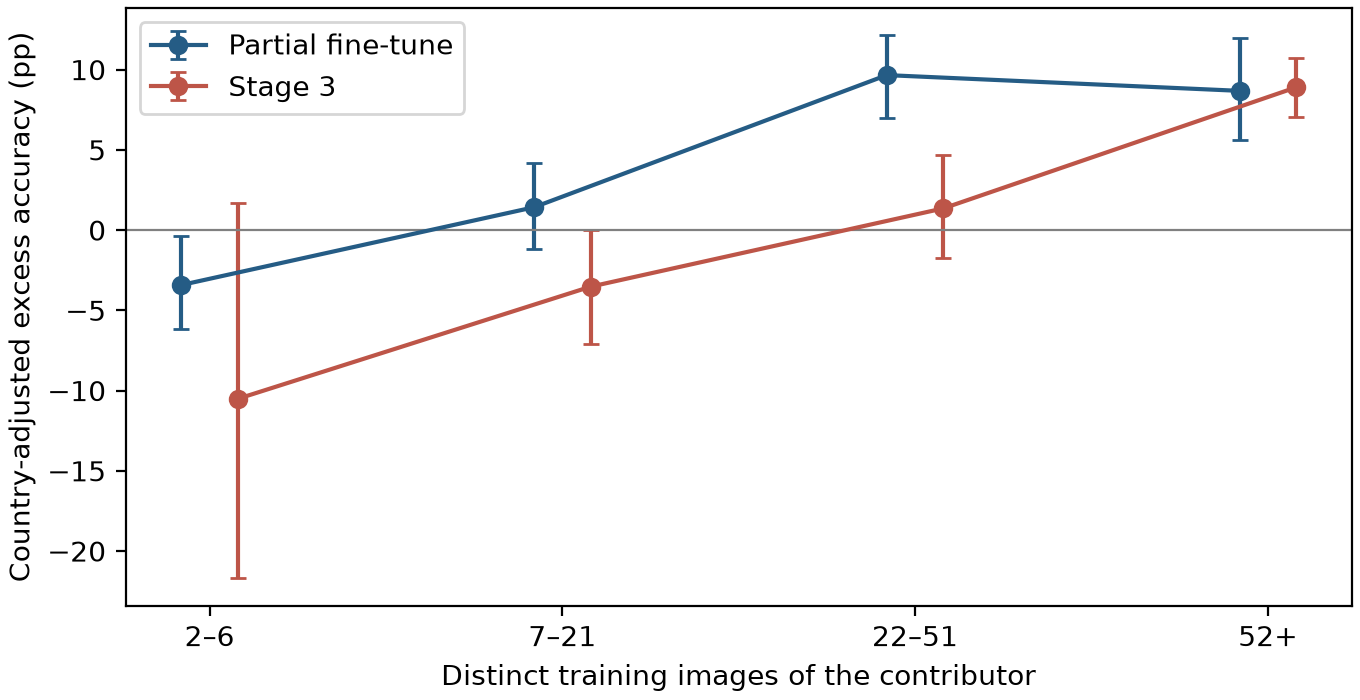 Partial fine-tune
Stage 3
Country-adjusted excess accuracy (pp)
10
5
0
−5
−10
−15
−20
2–6
7–21
22–51
52+
Distinct training images of the contributor